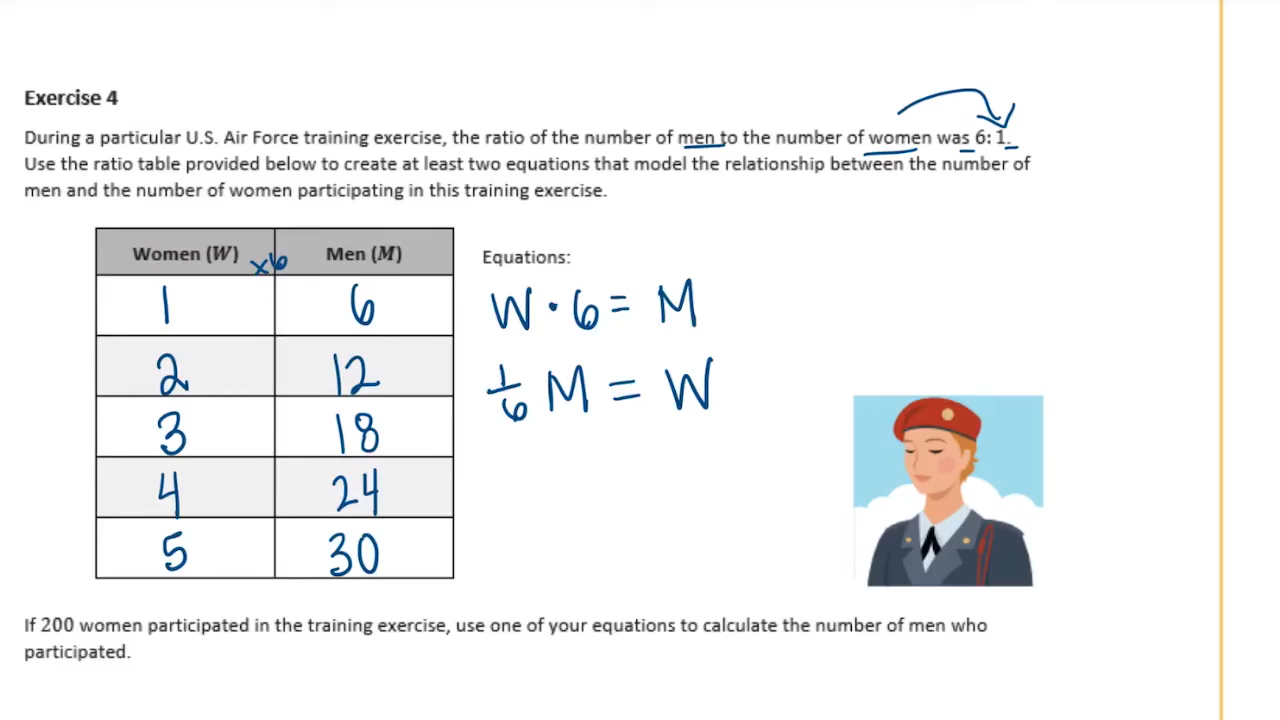 Exercise 4
During a particular U.S. Air Force training exercise, the ratio of the number of men to the number of women was 6: 1.
Use the ratio table provided below to create at least two equations that model the relationship between the number of
men and the number of women participating in this training exercise.
Women (W) x6 Men (M)
1 6
2 12
3 18
4 24
5 30
Equations:
W · 6 = M
1/6 M = W
If 200 women participated in the training exercise, use one of your equations to calculate the number of men who
participated.